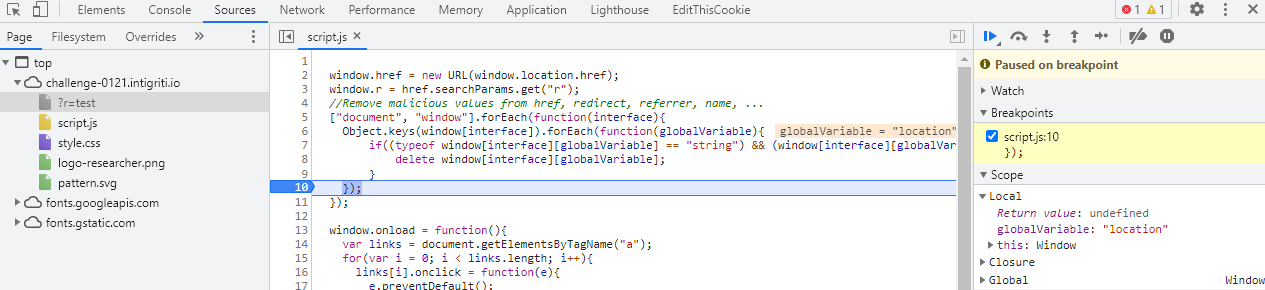 Elements Sources Network Performance Memory Application Lighthouse EditThisCookie 1 1
Page Filesystem Overrides »
script.js ×
top
challenge-0121.intigriti.io
?r=test
script.js
style.css
logo-researcher.png
pattern.svg
fonts.googleapis.com
fonts.gstatic.com
1
2 window.href = new URL(window.location.href);
3 window.r = href.searchParams.get("r");
4 //Remove malicious values from href, redirect, referrer, name, ...
5 ["document", "window"].forEach(function(interface){
6 Object.keys(window[interface]).forEach(function(globalVariable){ globalVariable = "location"
7 if((typeof window[interface][globalVariable] == "string") && (window[interface][globalVar
8 delete window[interface][globalVariable];
9 }
10 });
11 });
12
13 window.onload = function(){
14 var links = document.getElementsByTagName("a");
15 for(var i = 0; i < links.length; i++){
16 links[i].onclick = function(e){
17 e.preventDefault();
Paused on breakpoint
Watch
Breakpoints
script.js:10
});
Scope
Local
Return value: undefined
globalVariable: "location"
this: Window
Closure
Global Window